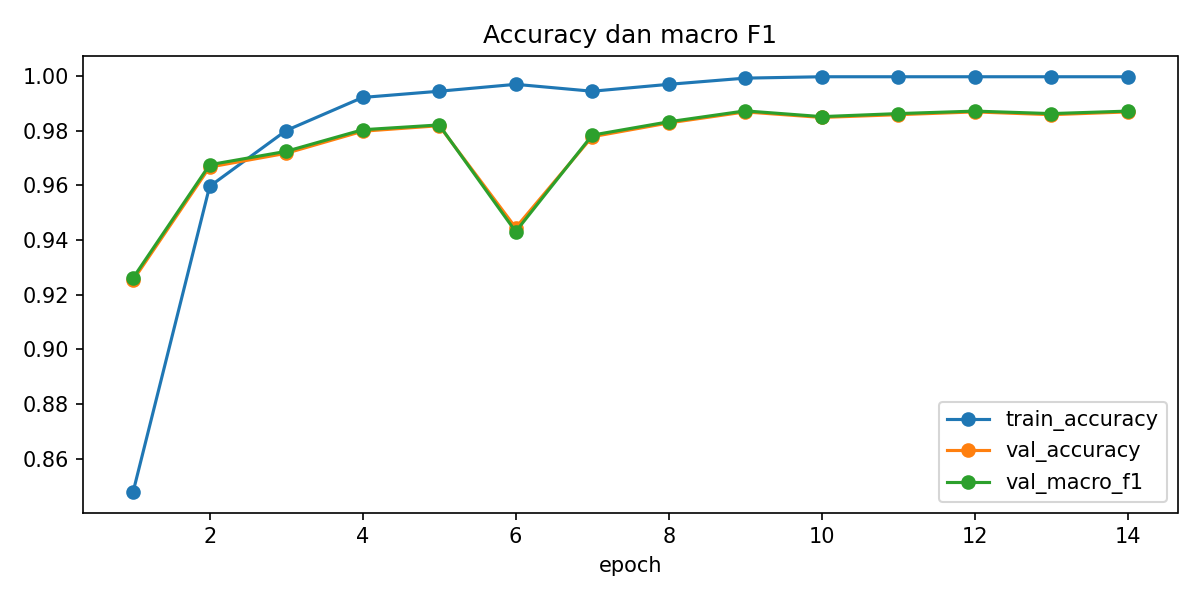 Accuracy dan macro F1
1.00
0.98
0.96
0.94
0.92
0.90
0.88
0.86
train_accuracy
val_accuracy
val_macro_f1
2 4 6 8 10 12 14
epoch